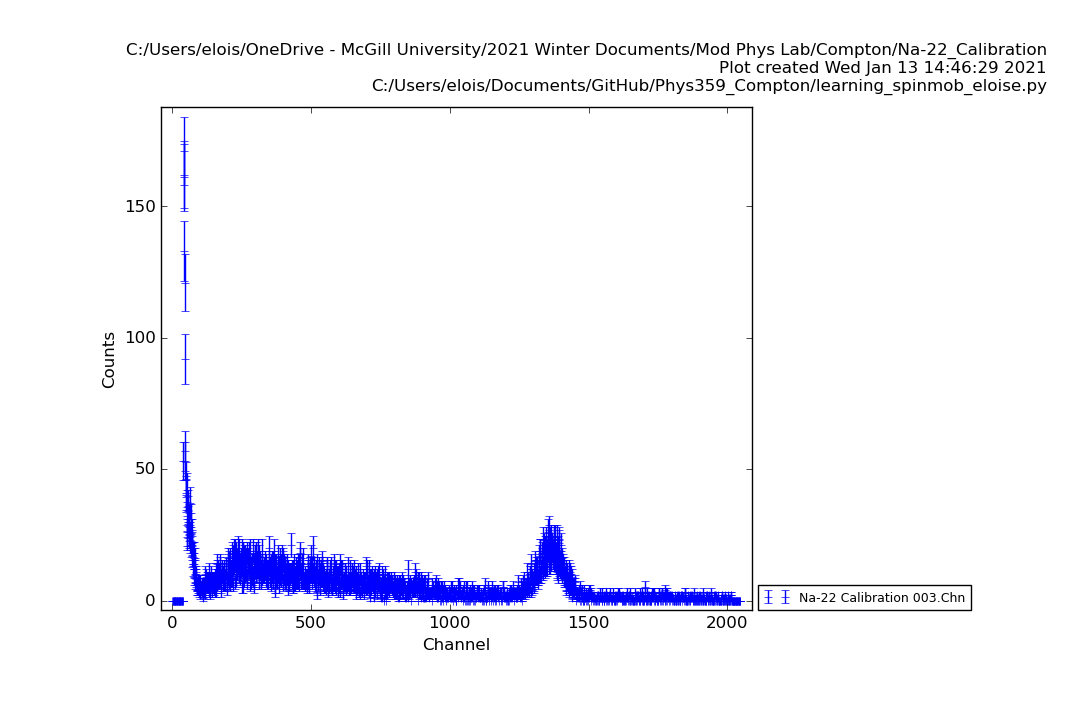 C:/Users/elois/OneDrive - McGill University/2021 Winter Documents/Mod Phys Lab/Compton/Na-22_Calibration
Plot created Wed Jan 13 14:46:29 2021
C:/Users/elois/Documents/GitHub/Phys359_Compton/learning_spinmob_eloise.py
150
100
50
0
Counts
0 500 1000 1500 2000
Channel
Na-22 Calibration 003.Chn